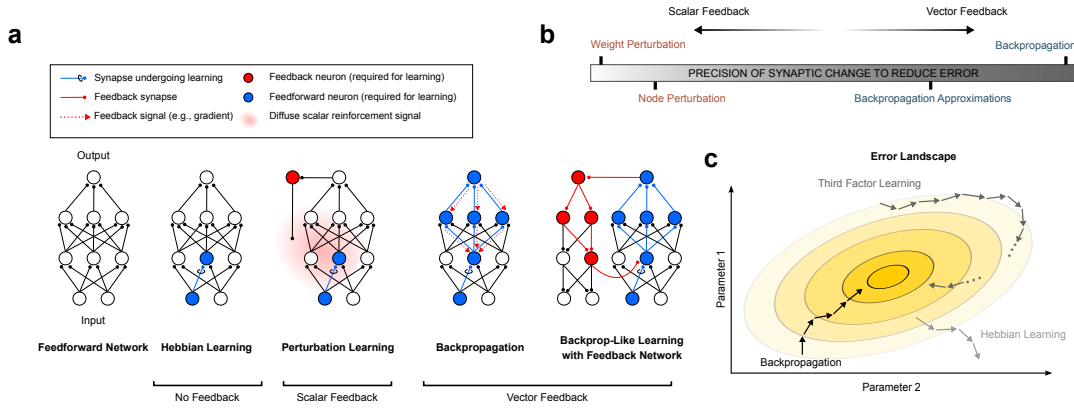 a
Synapse undergoing learning
Feedback synapse
Feedback signal (e.g., gradient)
Feedback neuron (required for learning)
Feedforward neuron (required for learning)
Diffuse scalar reinforcement signal
Output
Input
Feedforward Network
Hebbian Learning
Perturbation Learning
Backpropagation
Backprop-Like Learning
with Feedback Network
No Feedback
Scalar Feedback
Vector Feedback
b
Scalar Feedback
Vector Feedback
Weight Perturbation
Backpropagation
PRECISION OF SYNAPTIC CHANGE TO REDUCE ERROR
Node Perturbation
Backpropagation Approximations
c
Error Landscape
Third Factor Learning
Hebbian Learning
Backpropagation
Parameter 1
Parameter 2